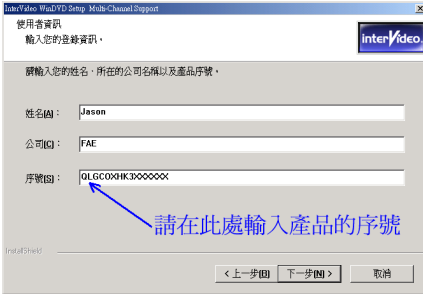 InterVideo WinDVD Setup Multi-Channel Support
使用者資訊
輸入您的登錄資訊。
InterVideo.
請輸入您的姓名、所在的公司名稱以及產品序號。
姓名(A)：
Jason
公司(C)：
FAE
序號(S)：
QLGCOXHK3XXXXXX
請在此處輸入產品的序號
InstallShield
<上一步(B)
下一步(N)>
取消